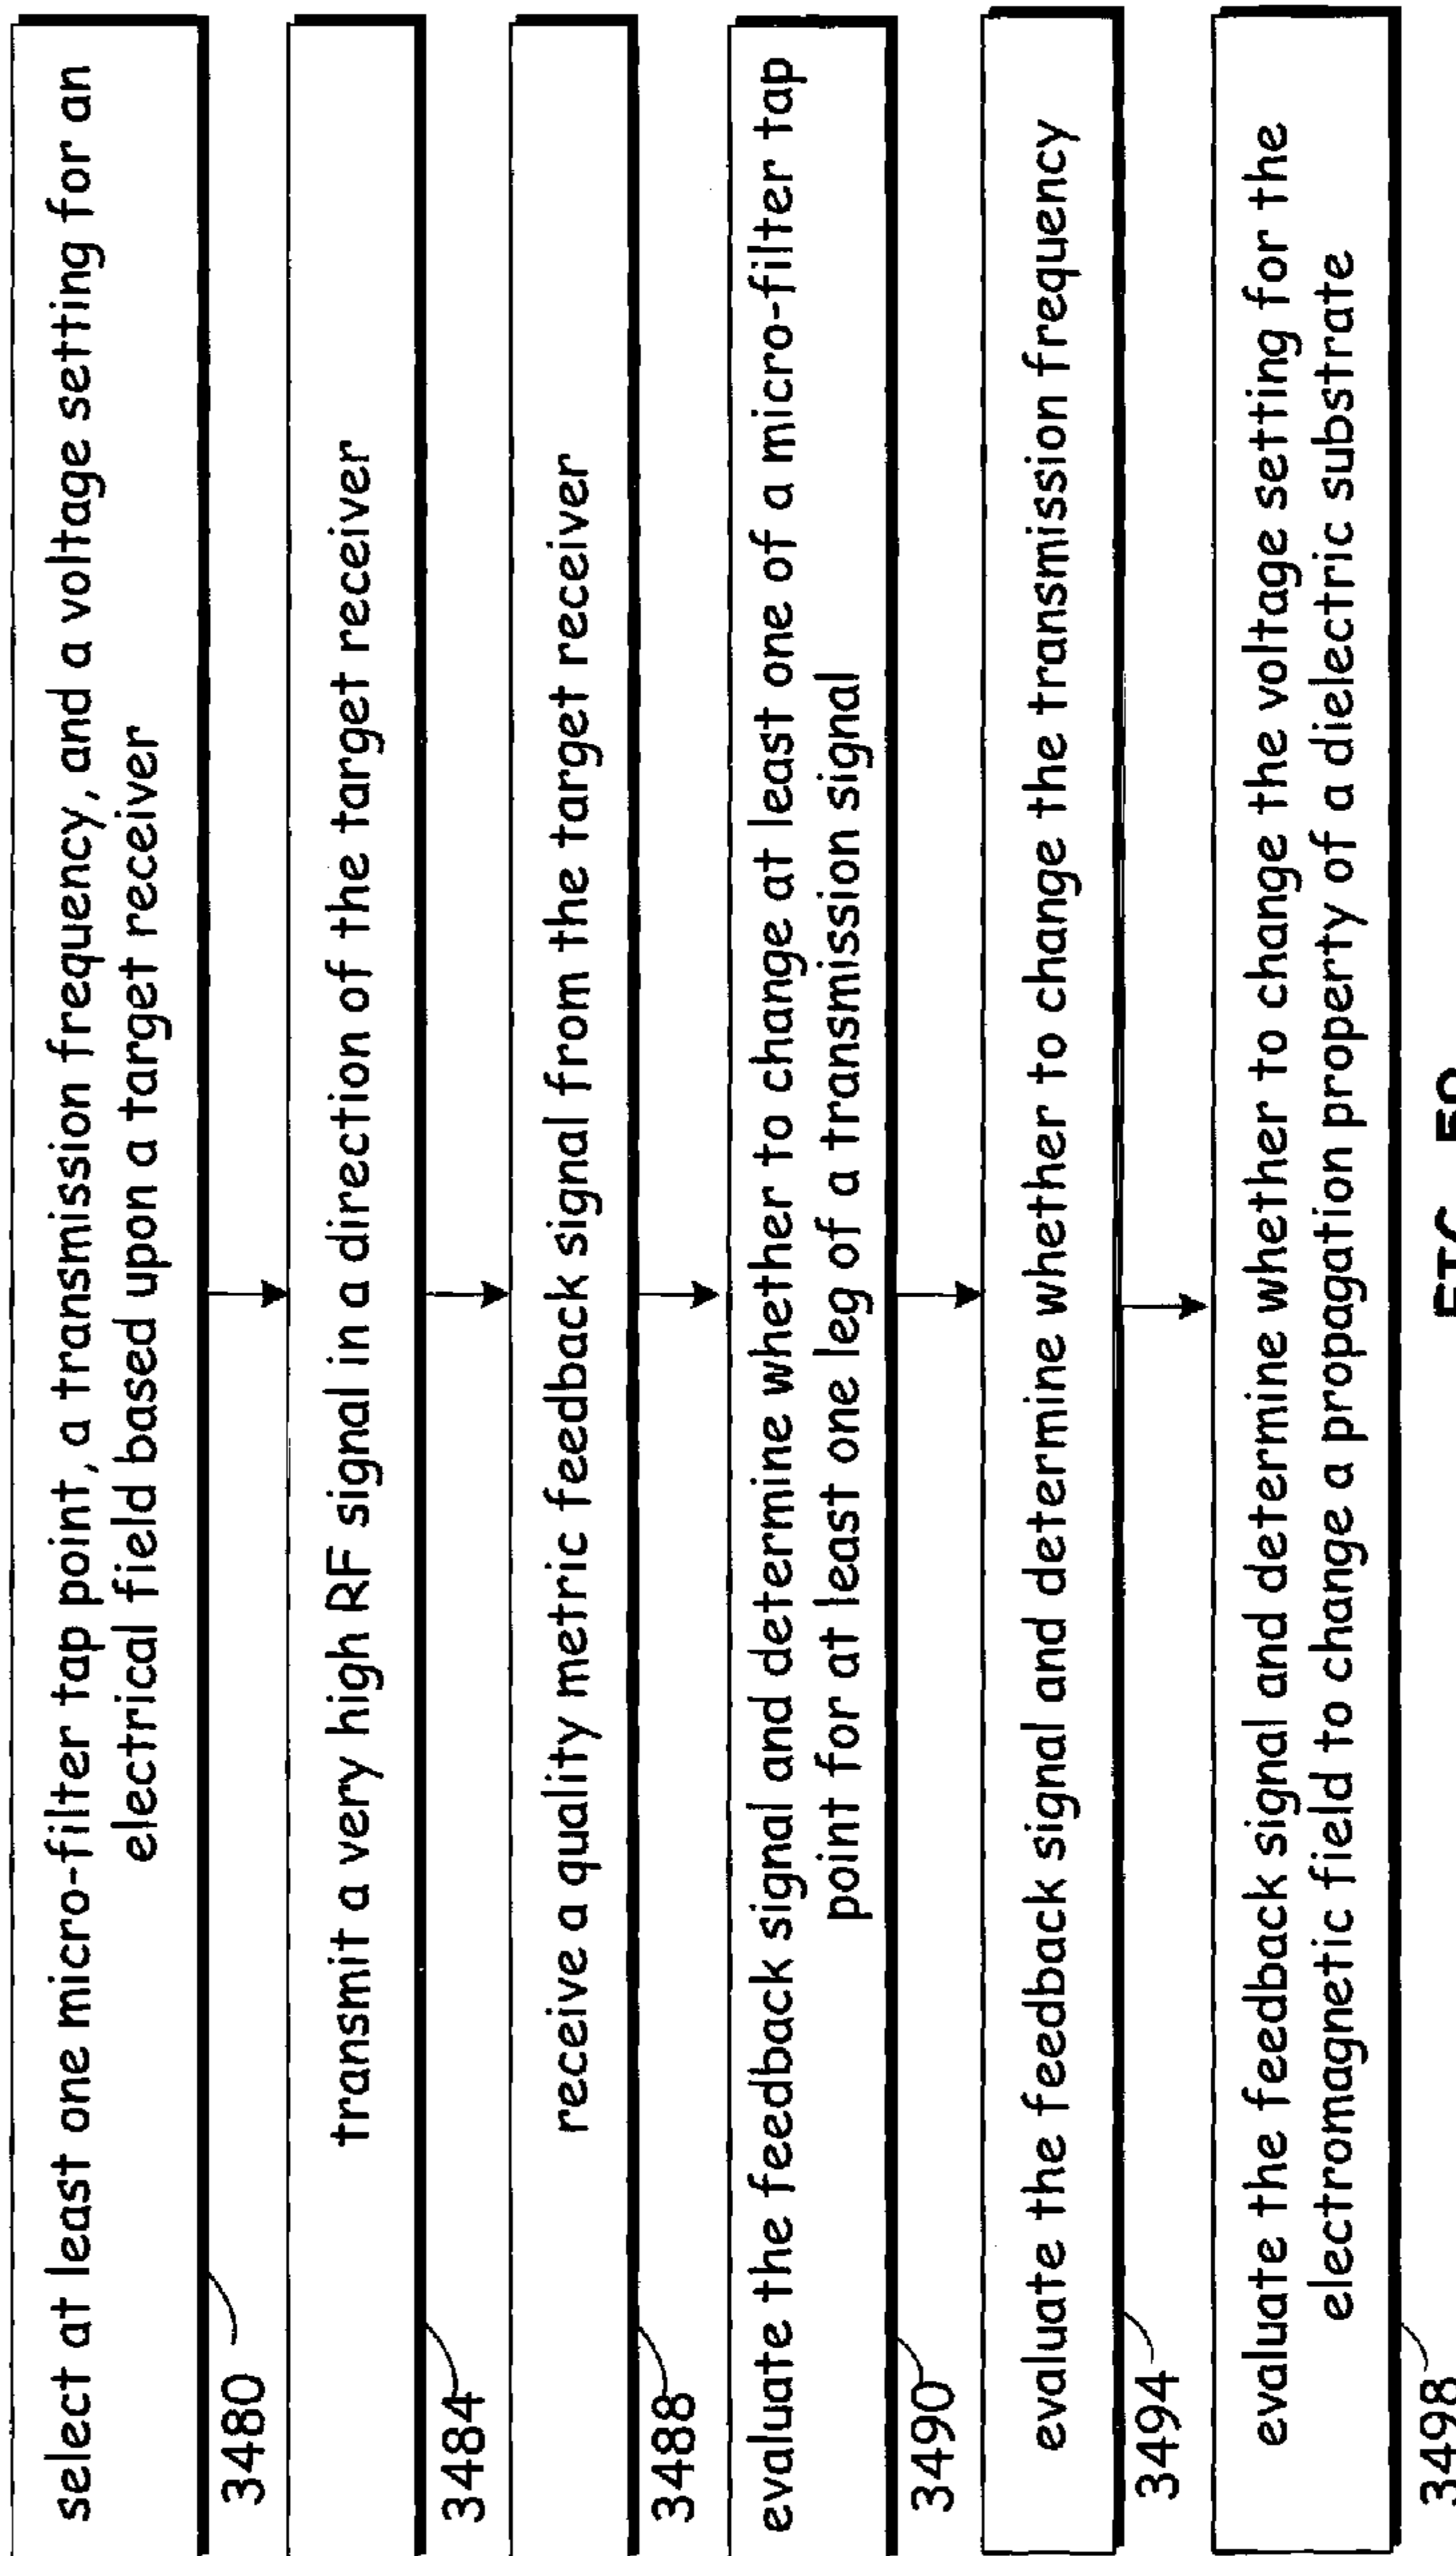 select at least one micro-filter tap point, a transmission frequency, and a voltage setting for an
electrical field based upon a target receiver
3480
transmit a very high RF signal in a direction of the target receiver
3484
receive a quality metric feedback signal from the target receiver
3488
evaluate the feedback signal and determine whether to change at least one of a micro-filter tap
point for at least one leg of a transmission signal
3490
evaluate the feedback signal and determine whether to change the transmission frequency
3494
evaluate the feedback signal and determine whether to change the voltage setting for the
electromagnetic field to change a propagation property of a dielectric substrate
3498
FIG.